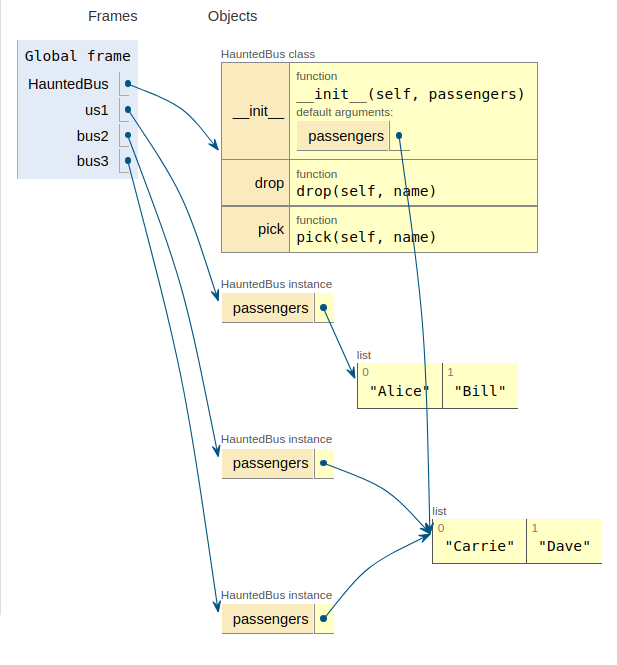 Frames Objects
Global frame
HauntedBus
us1
bus2
bus3
HauntedBus class
__init__
function
__init__(self, passengers)
default arguments:
passengers
drop
function
drop(self, name)
pick
function
pick(self, name)
HauntedBus instance
passengers
list
0 1
"Alice" "Bill"
HauntedBus instance
passengers
list
0 1
"Carrie" "Dave"
HauntedBus instance
passengers